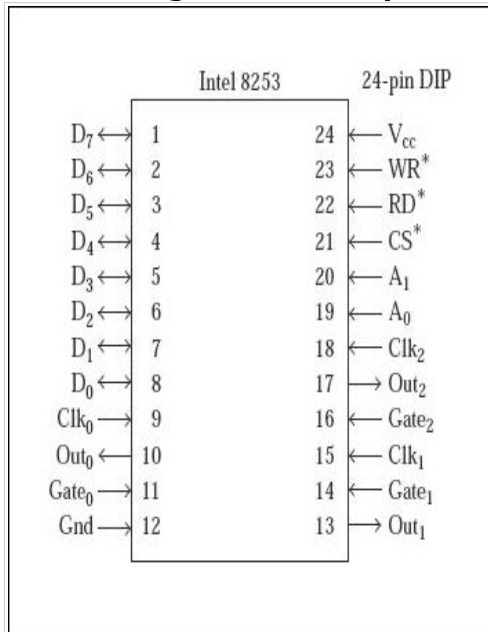 Intel 8253 24-pin DIP
D₇ 1 24 V_cc
D₆ 2 23 WR*
D₅ 3 22 RD*
D₄ 4 21 CS*
D₃ 5 20 A₁
D₂ 6 19 A₀
D₁ 7 18 Clk₂
D₀ 8 17 Out₂
Clk₀ 9 16 Gate₂
Out₀ 10 15 Clk₁
Gate₀ 11 14 Gate₁
Gnd 12 13 Out₁